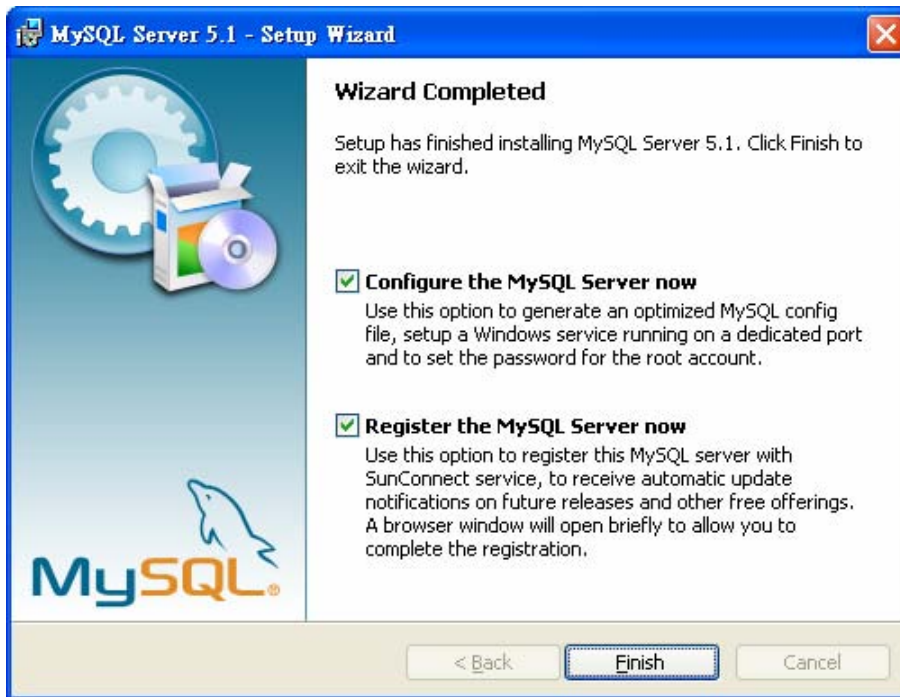 MySQL Server 5.1 - Setup Wizard
Wizard Completed
Setup has finished installing MySQL Server 5.1. Click Finish to
exit the wizard.
Configure the MySQL Server now
Use this option to generate an optimized MySQL config
file, setup a Windows service running on a dedicated port
and to set the password for the root account.
Register the MySQL Server now
Use this option to register this MySQL server with
SunConnect service, to receive automatic update
notifications on future releases and other free offerings.
A browser window will open briefly to allow you to
complete the registration.
MySQL®
< Back
Finish
Cancel